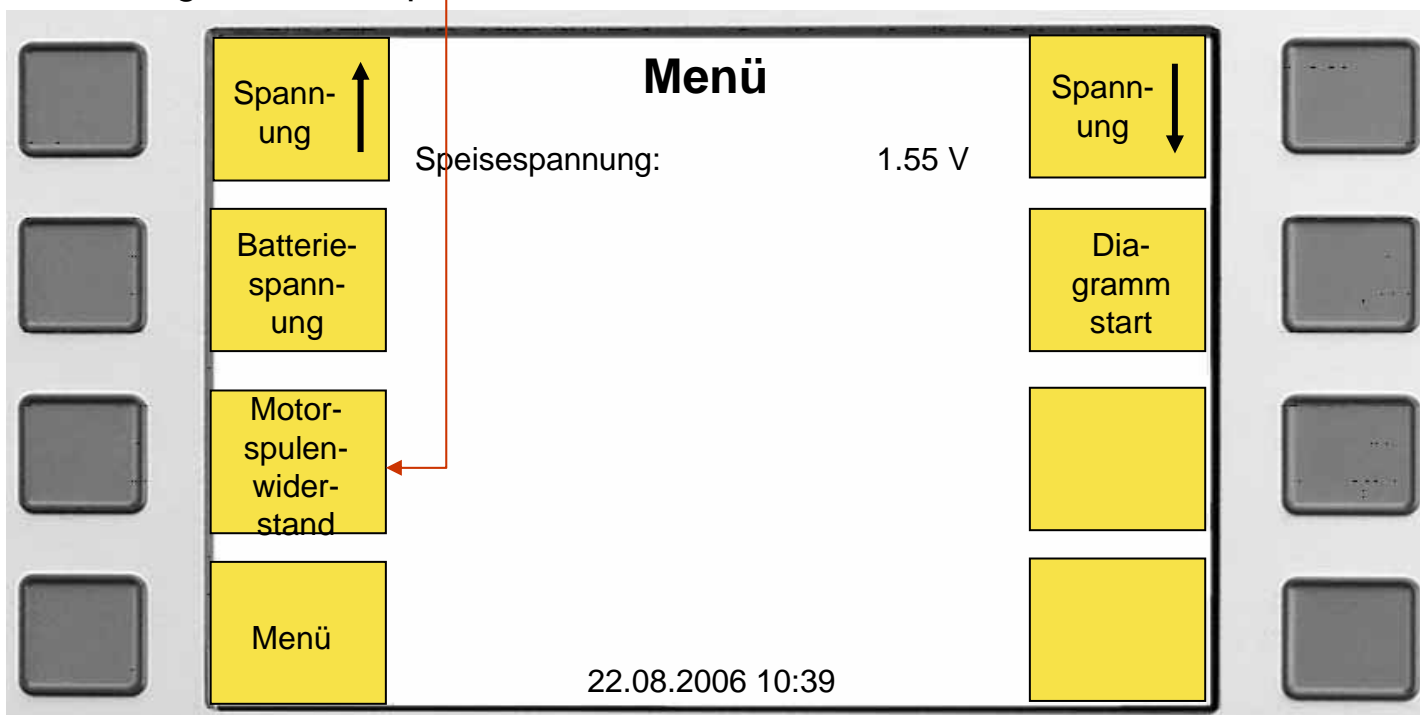 Menü
Spann-
ung
Spann-
ung
Speisespannung: 1.55 V
Batterie-
spann-
ung
Dia-
gramm
start
Motor-
spulen-
wider-
stand
Menü
22.08.2006 10:39